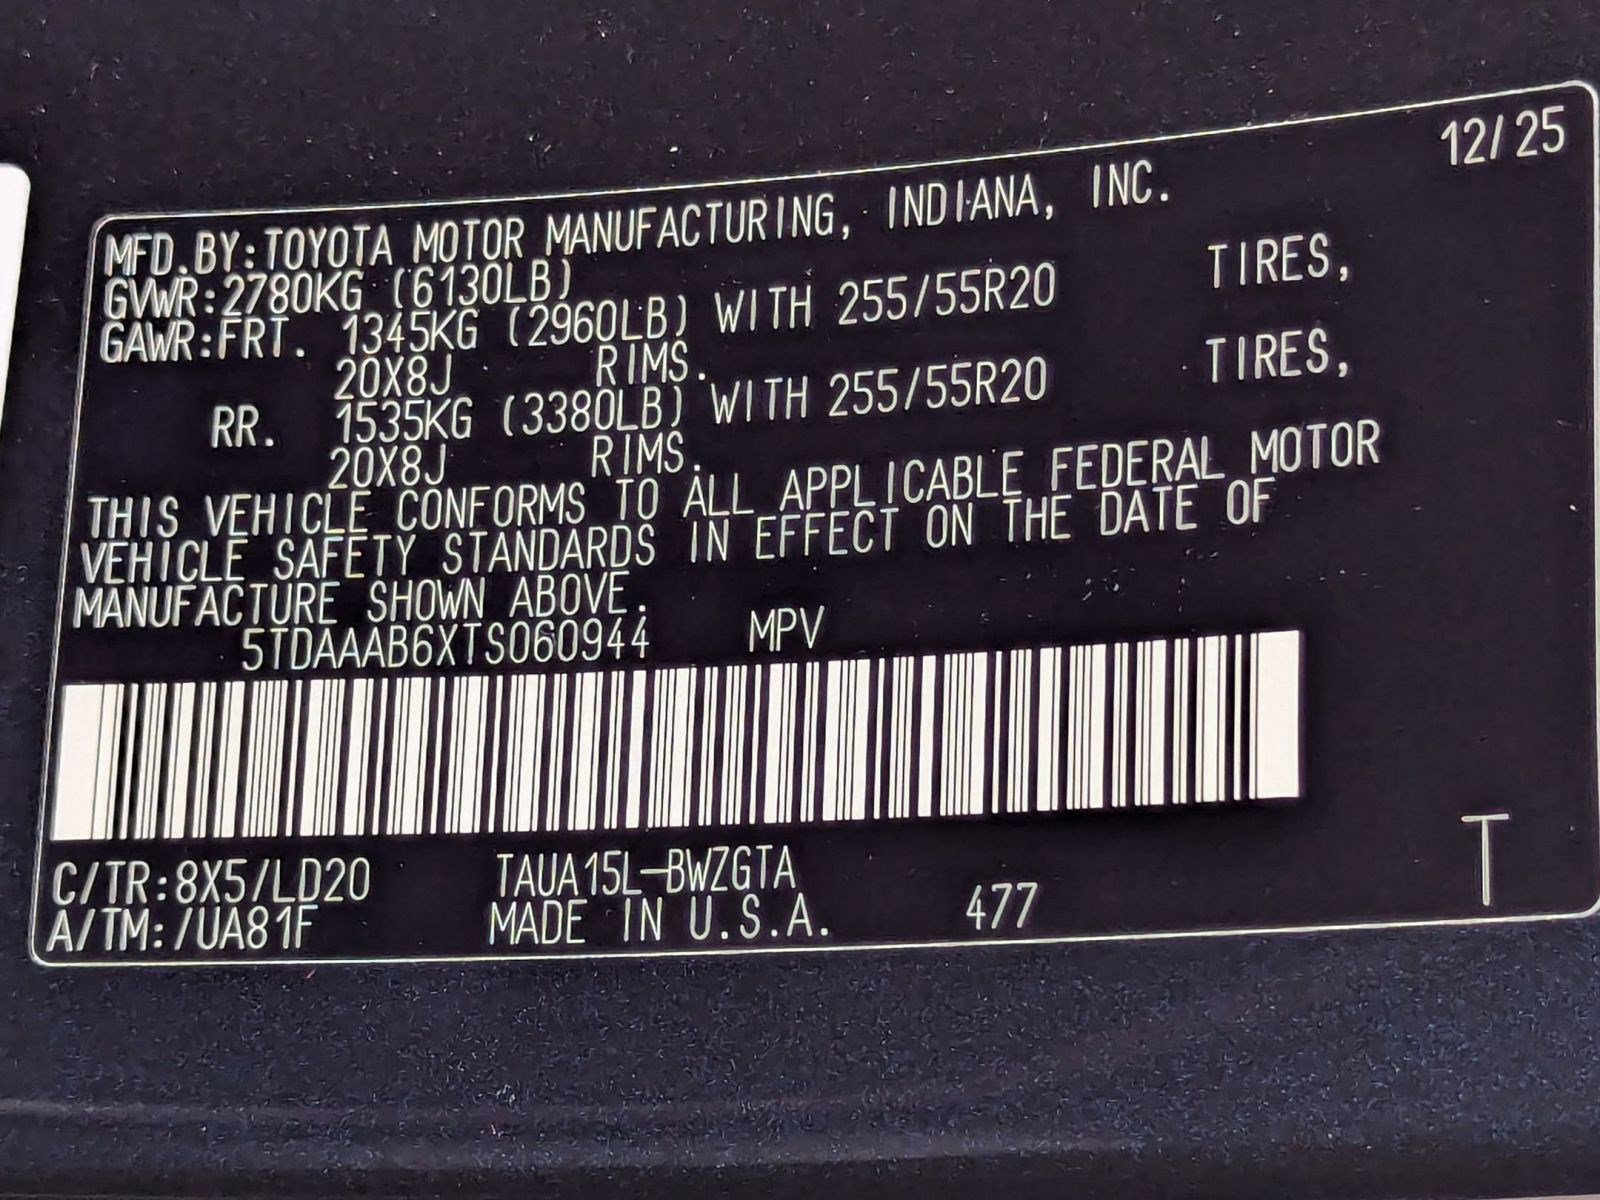 12/25
MFD.BY:TOYOTA MOTOR MANUFACTURING, INDIANA, INC.
GVWR:2780KG (6130LB)
GAWR:FRT. 1345KG (2960LB) WITH 255/55R20 TIRES,
20X8J RIMS.
RR. 1535KG (3380LB) WITH 255/55R20 TIRES,
20X8J RIMS.
THIS VEHICLE CONFORMS TO ALL APPLICABLE FEDERAL MOTOR
VEHICLE SAFETY STANDARDS IN EFFECT ON THE DATE OF
MANUFACTURE SHOWN ABOVE.
5TDAAAB6XTS060944 MPV
C/TR:8X5/LD20 TAUA15L-BWZGTA
A/TM:/UA81F MADE IN U.S.A. 477 T